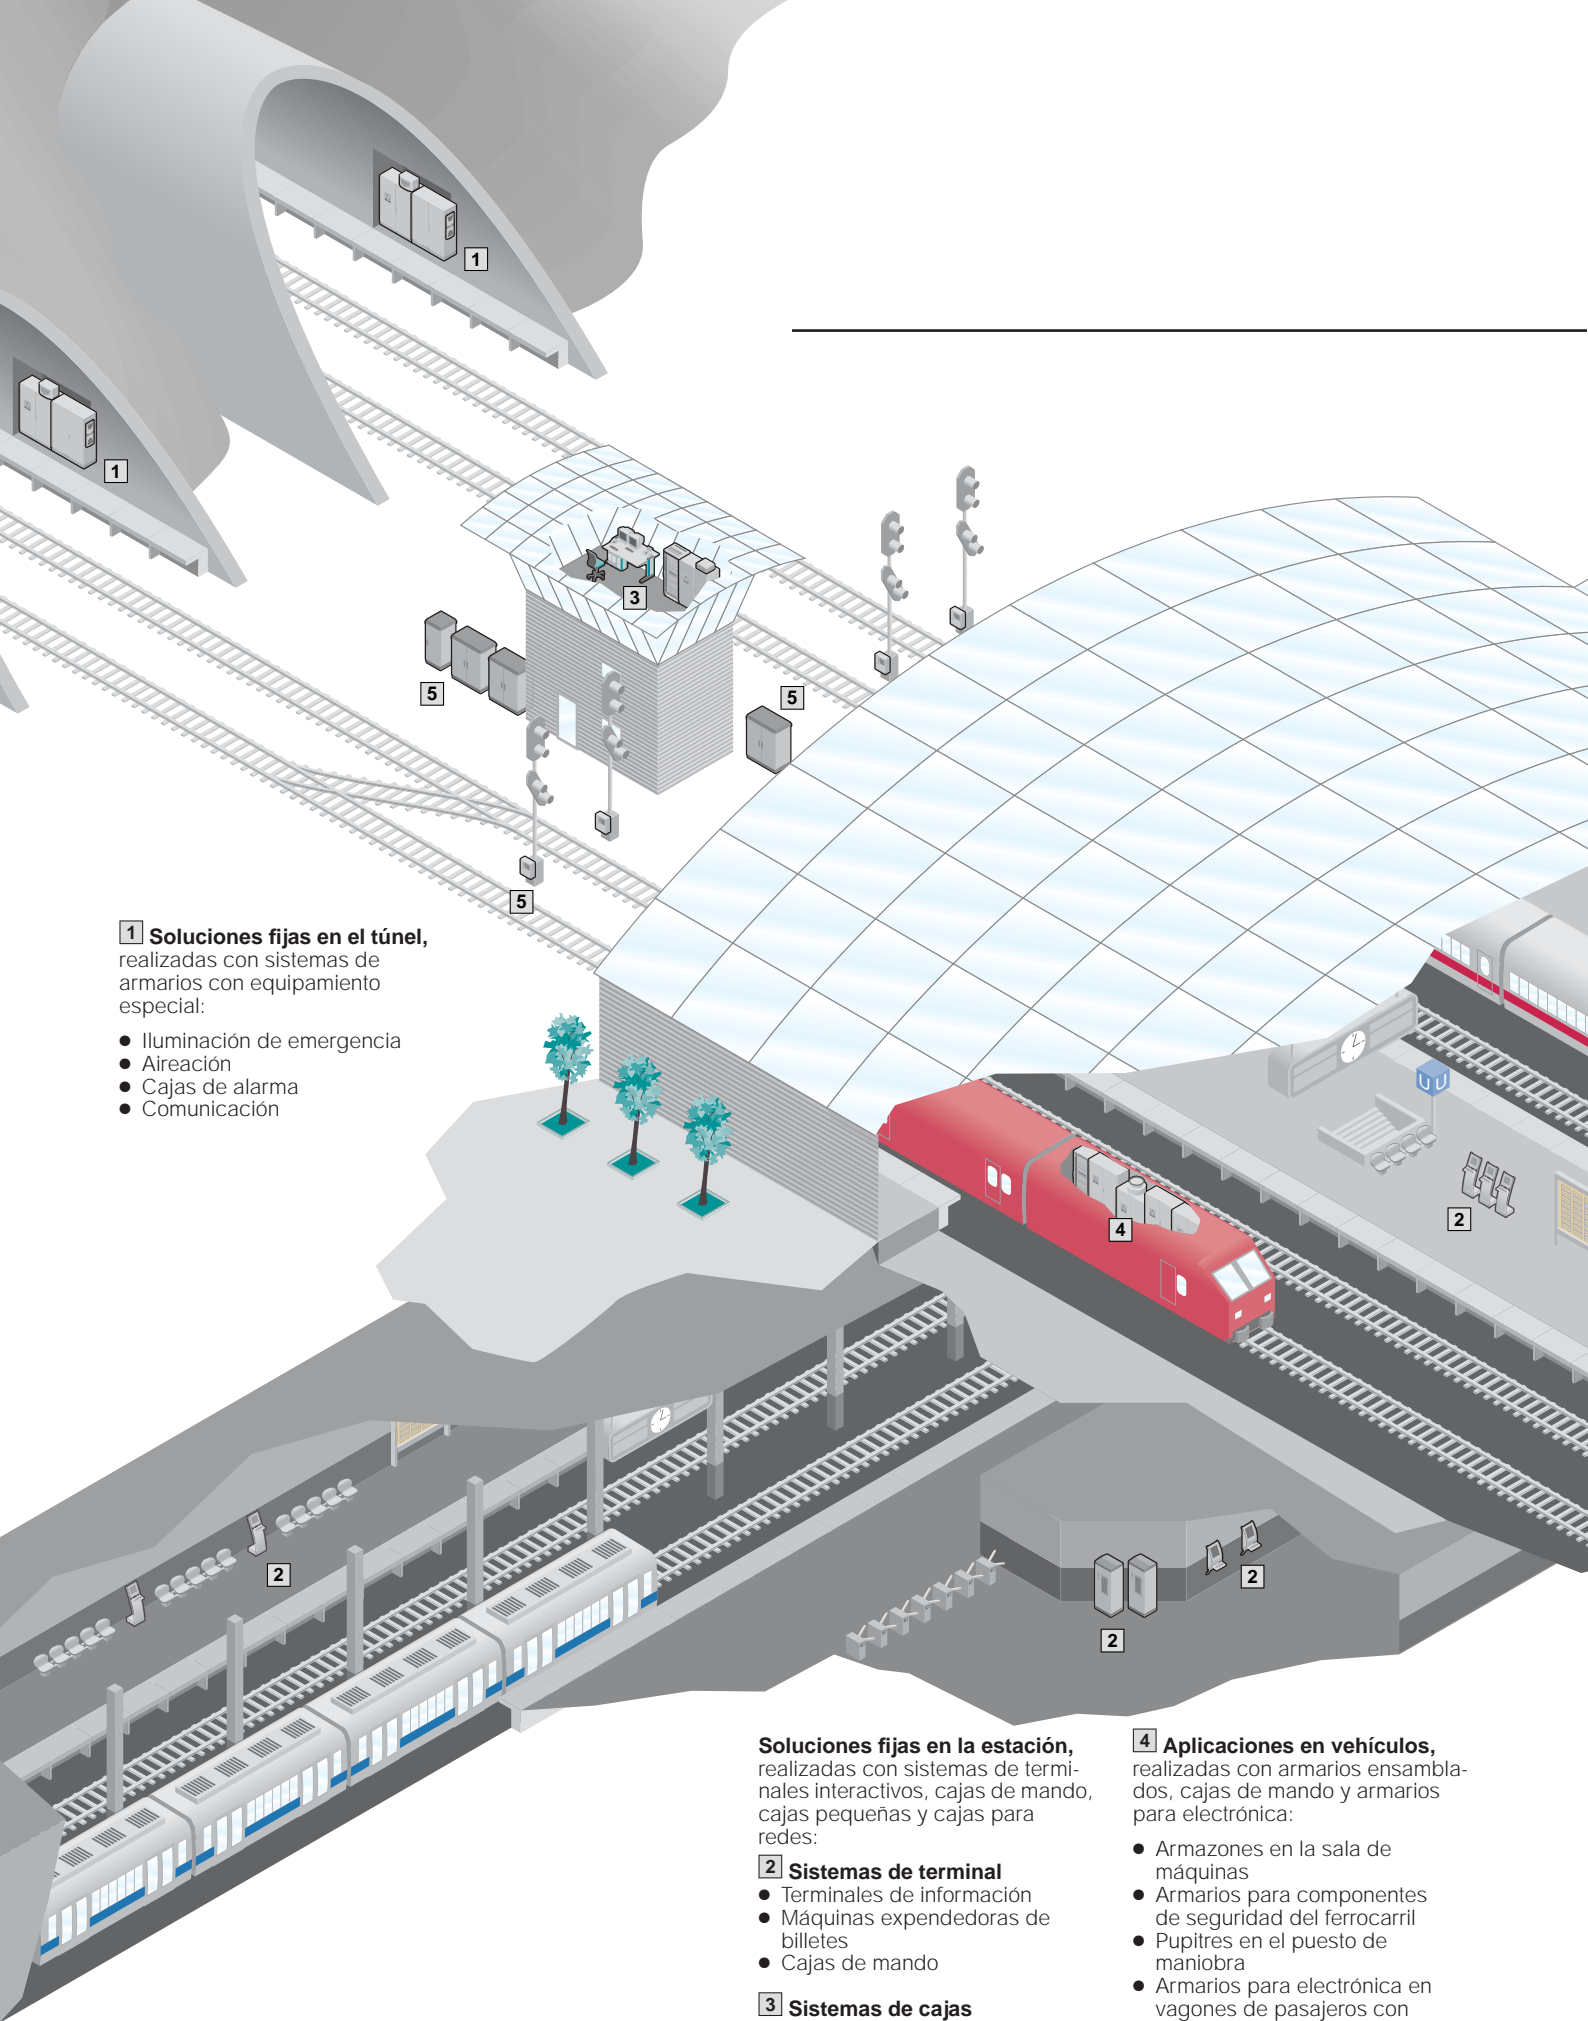 1
1
3
5
5
5
1 Soluciones fijas en el túnel,
realizadas con sistemas de
armarios con equipamiento
especial:
● Iluminación de emergencia
● Aireación
● Cajas de alarma
● Comunicación
U U
4
2
2
2
2
Soluciones fijas en la estación,
realizadas con sistemas de termi-
nales interactivos, cajas de mando,
cajas pequeñas y cajas para
redes:
2 Sistemas de terminal
● Terminales de información
● Máquinas expendedoras de
billetes
● Cajas de mando
3 Sistemas de cajas
4 Aplicaciones en vehículos,
realizadas con armarios ensambla-
dos, cajas de mando y armarios
para electrónica:
● Armazones en la sala de
máquinas
● Armarios para componentes
de seguridad del ferrocarril
● Pupitres en el puesto de
maniobra
● Armarios para electrónica en
vagones de pasajeros con